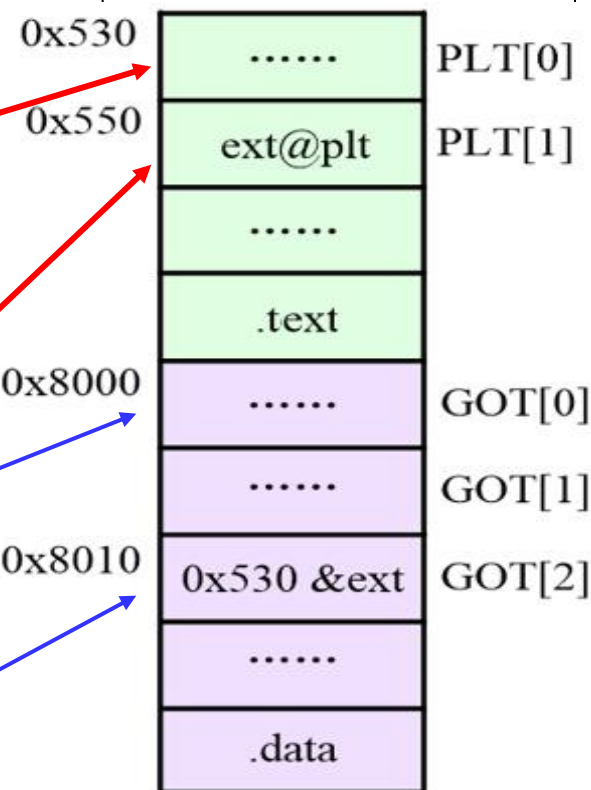 0x530 ...... PLT[0]
0x550 ext@plt PLT[1]
......
.text
0x8000 ...... GOT[0]
...... GOT[1]
0x8010 0x530 &ext GOT[2]
......
.data